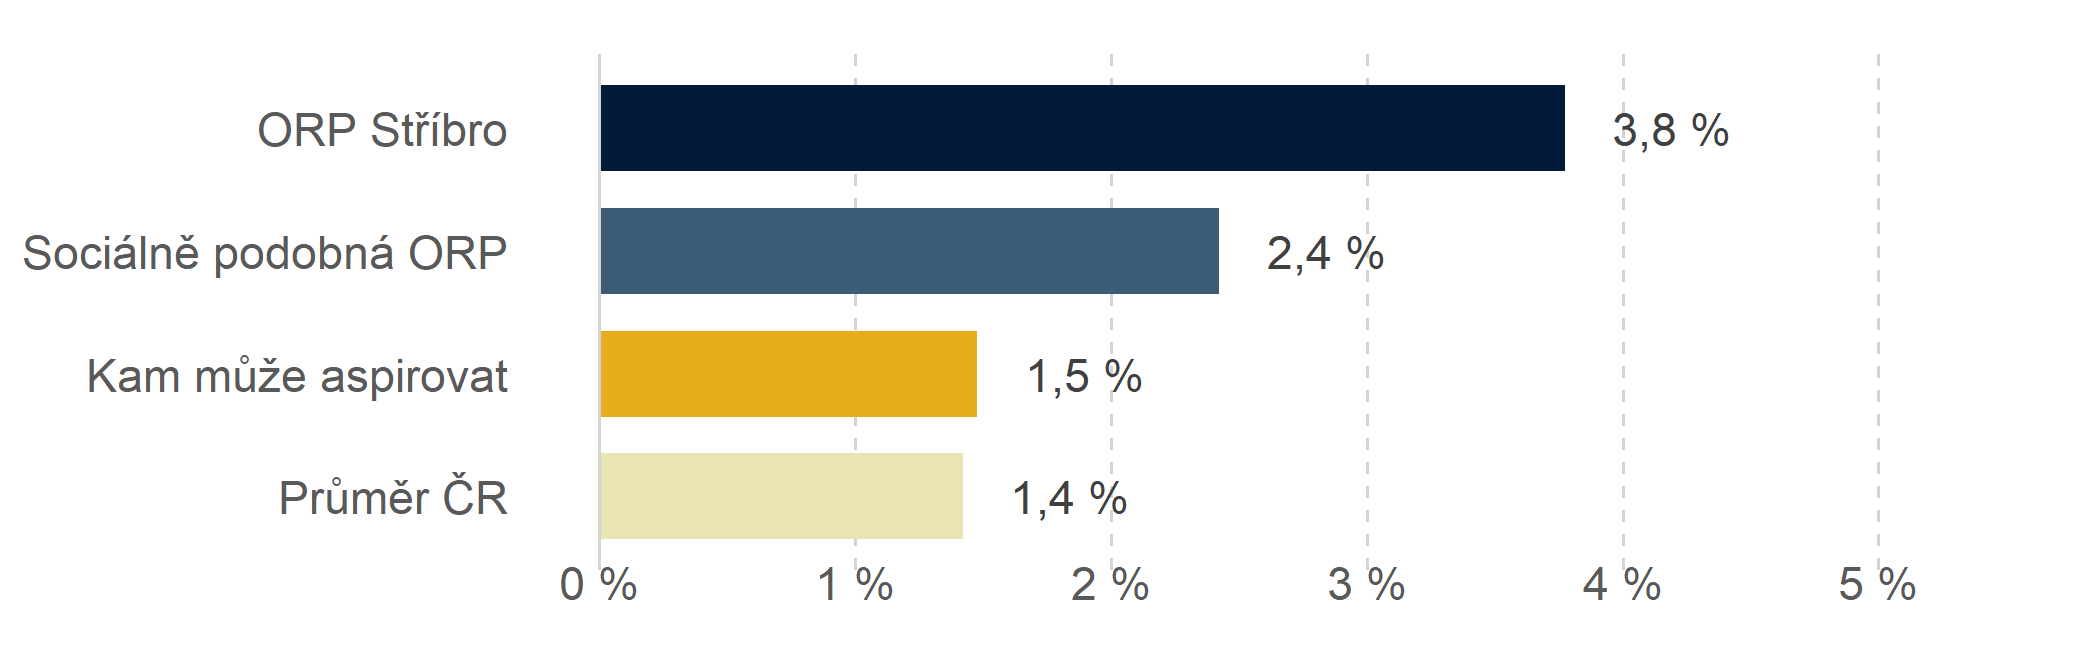 ORP Stříbro
3,8 %
Sociálně podobná ORP
2,4 %
Kam může aspirovat
1,5 %
Průměr ČR
1,4 %
0 % 1 % 2 % 3 % 4 % 5 %